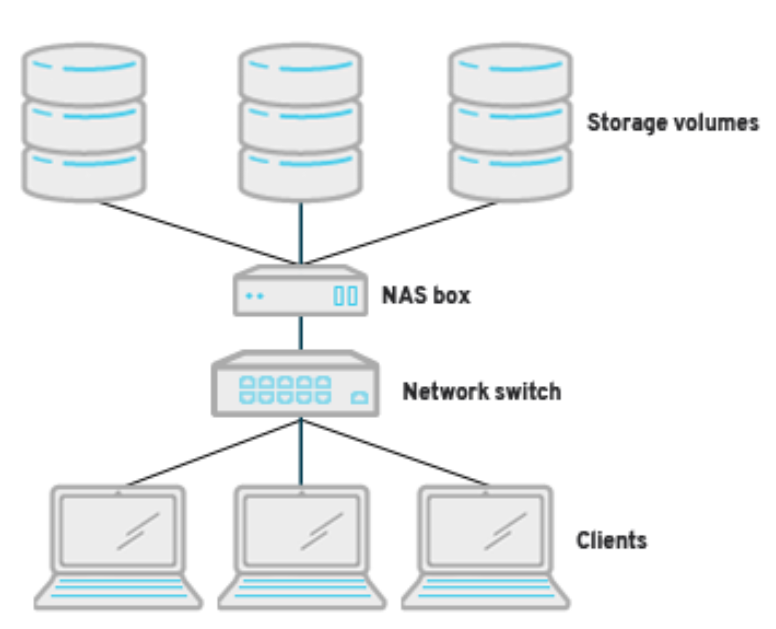 Storage volumes
NAS box
Network switch
Clients